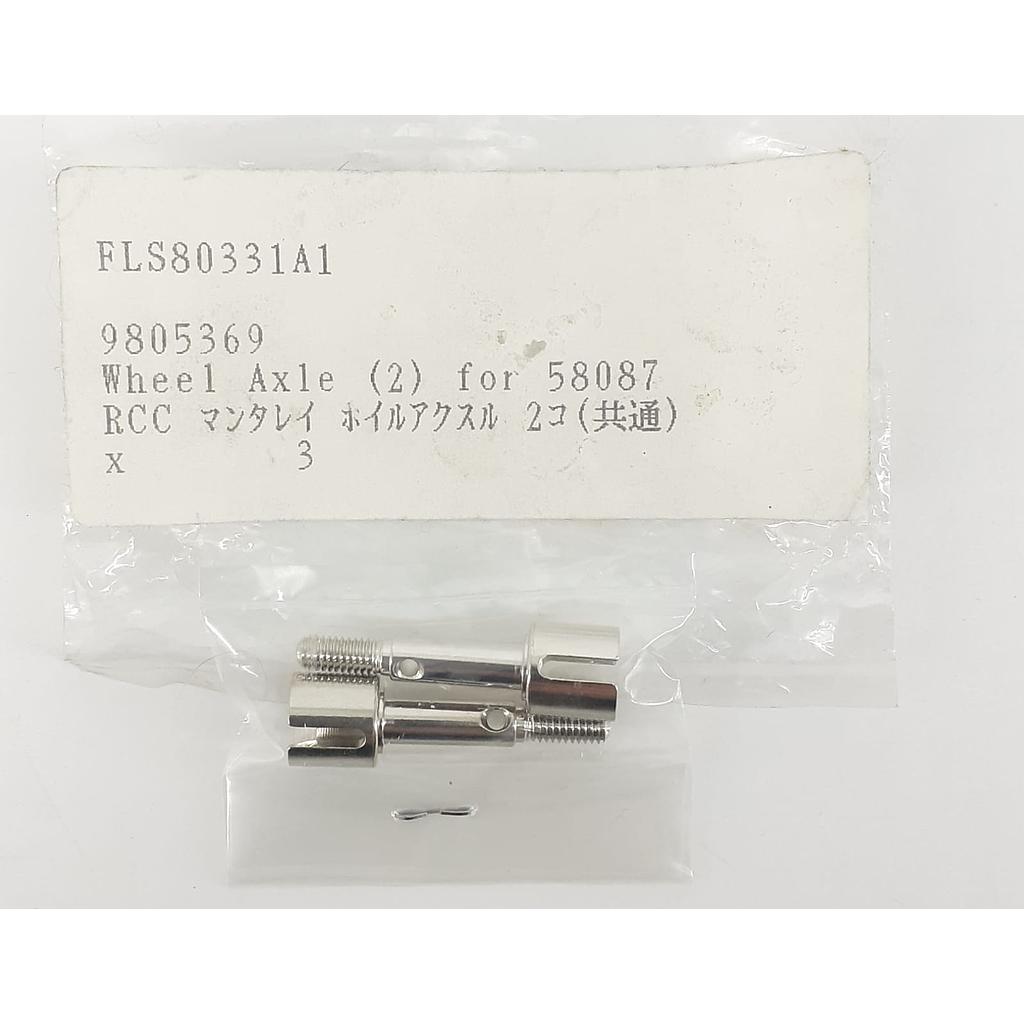 FLS80331A1
9805369
Wheel Axle (2) for 58087
RCC マンタレイ ホイルアクスル 2コ(共通)
x 3